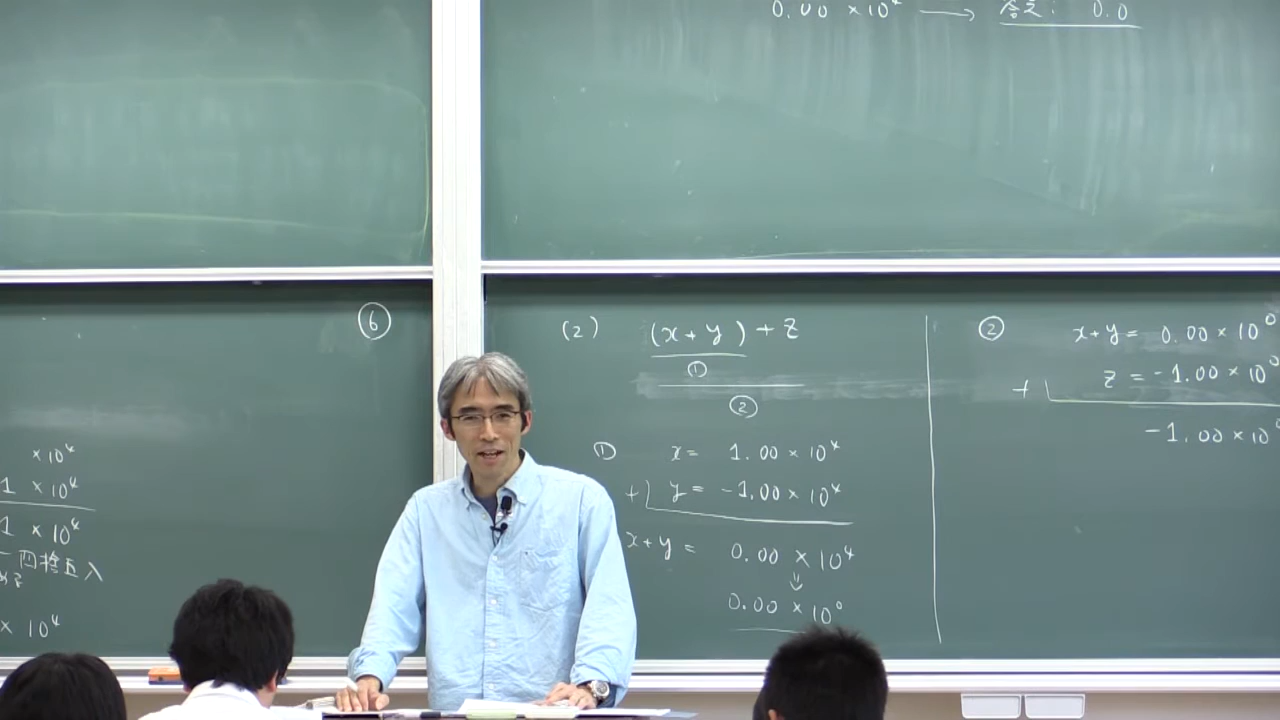 0.00 × 10⁴ → 答え: 0.0
× 10⁴
1 × 10⁴
1 × 10⁴
四捨五入
× 10⁴
⑥
(2) (x+y)+z
①
②
① x = 1.00 × 10⁴
+ y = -1.00 × 10⁴
x+y = 0.00 × 10⁴
⇓
0.00 × 10⁰
② x+y = 0.00 × 10⁰
+ z = -1.00 × 10⁰
-1.00 × 10⁰